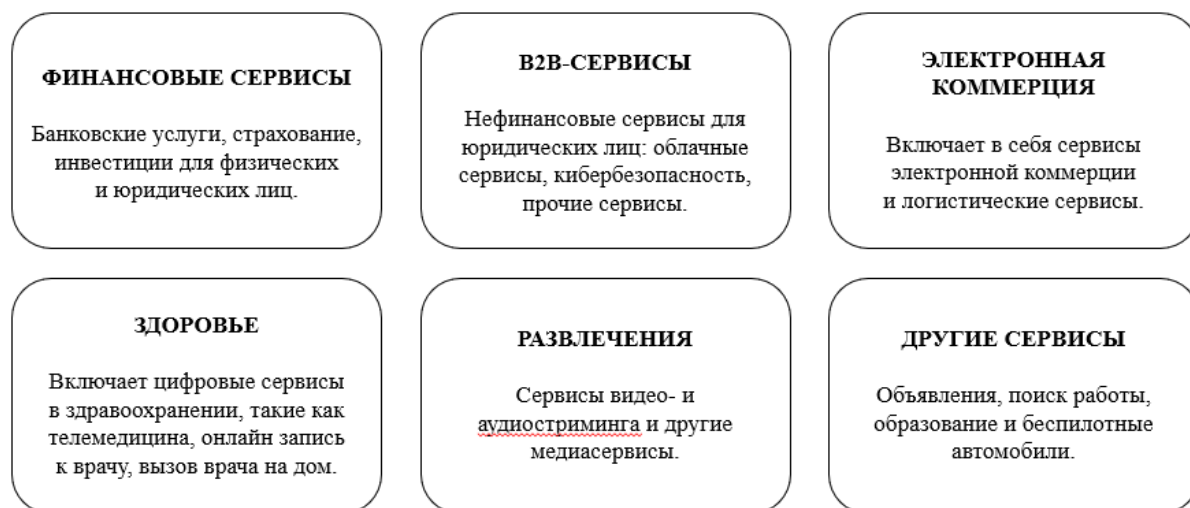 ФИНАНСОВЫЕ СЕРВИСЫ
Банковские услуги, страхование,
инвестиции для физических
и юридических лиц.
B2B-СЕРВИСЫ
Нефинансовые сервисы для
юридических лиц: облачные
сервисы, кибербезопасность,
прочие сервисы.
ЭЛЕКТРОННАЯ
КОММЕРЦИЯ
Включает в себя сервисы
электронной коммерции
и логистические сервисы.
ЗДОРОВЬЕ
Включает цифровые сервисы
в здравоохранении, такие как
телемедицина, онлайн запись
к врачу, вызов врача на дом.
РАЗВЛЕЧЕНИЯ
Сервисы видео- и
аудиостриминга и другие
медиасервисы.
ДРУГИЕ СЕРВИСЫ
Объявления, поиск работы,
образование и беспилотные
автомобили.